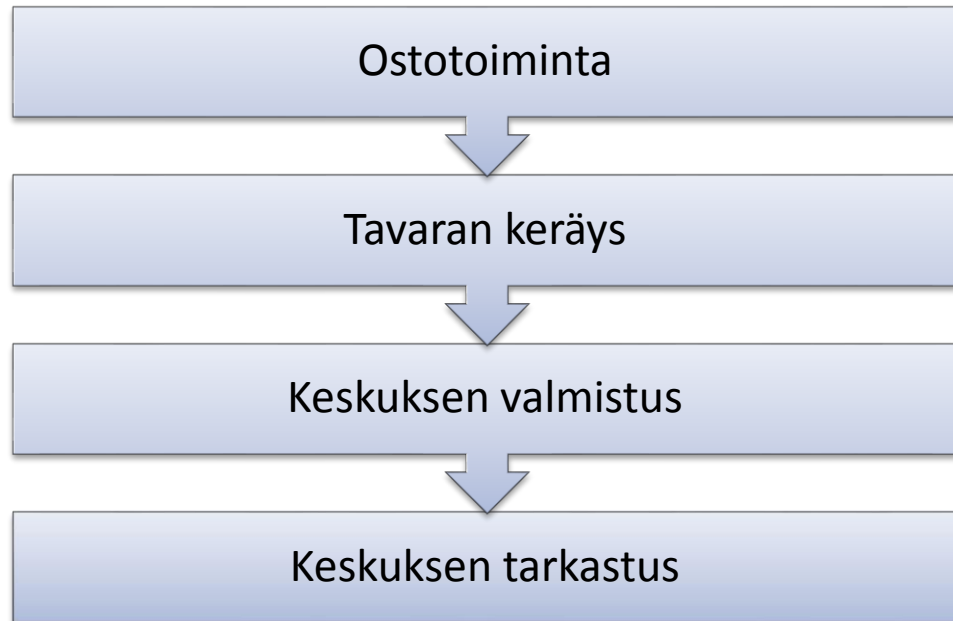 Ostotoiminta
Tavaran keräys
Keskuksen valmistus
Keskuksen tarkastus